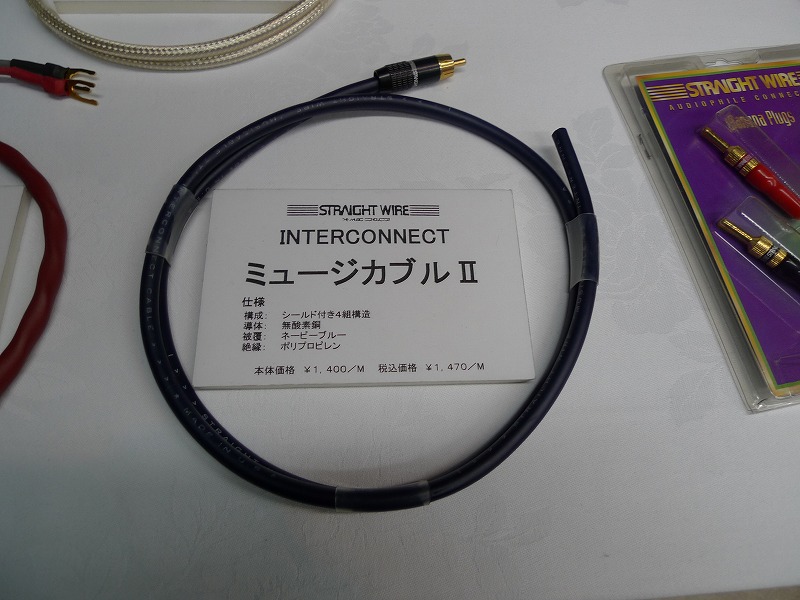 STRAIGHT WIRE
INTERCONNECT
ミュージカブルⅡ
仕様
構成： シールド付き4組構造
導体： 無酸素銅
被覆： ネービーブルー
絶縁： ポリプロピレン
本体価格 ￥1,400／M 税込価格 ￥1,470／M
STRAIGHT WIRE
AUDIOPHILE CONNEC
Banana Plugs
STRAIGHT
MADE IN